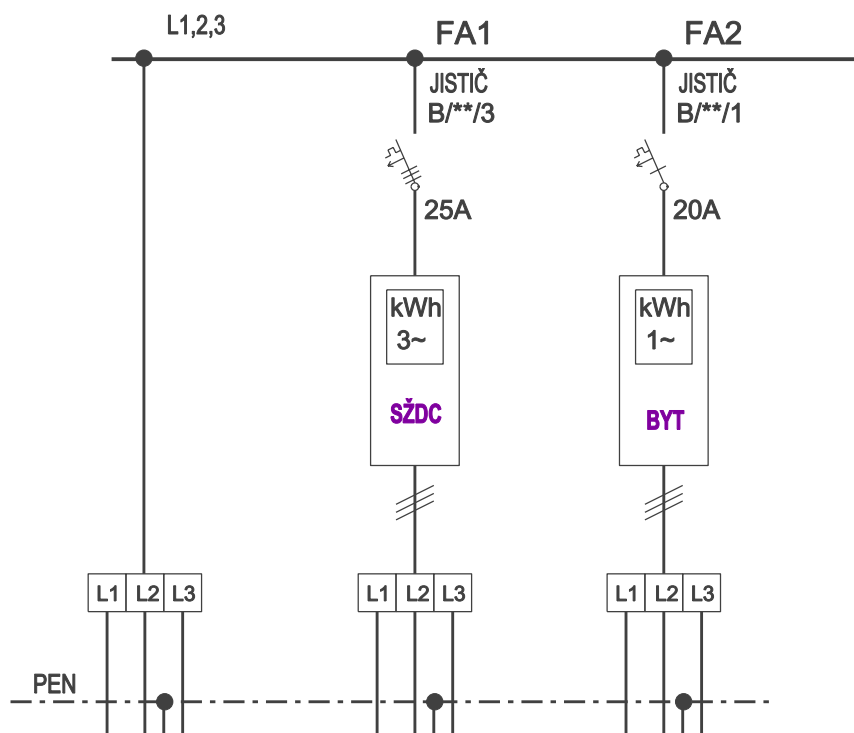 L1,2,3
FA1
FA2
JISTIČ
B/**/3
JISTIČ
B/**/1
25A
20A
kWh
3~
kWh
1~
SŽDC
BYT
L1 L2 L3
L1 L2 L3
L1 L2 L3
PEN